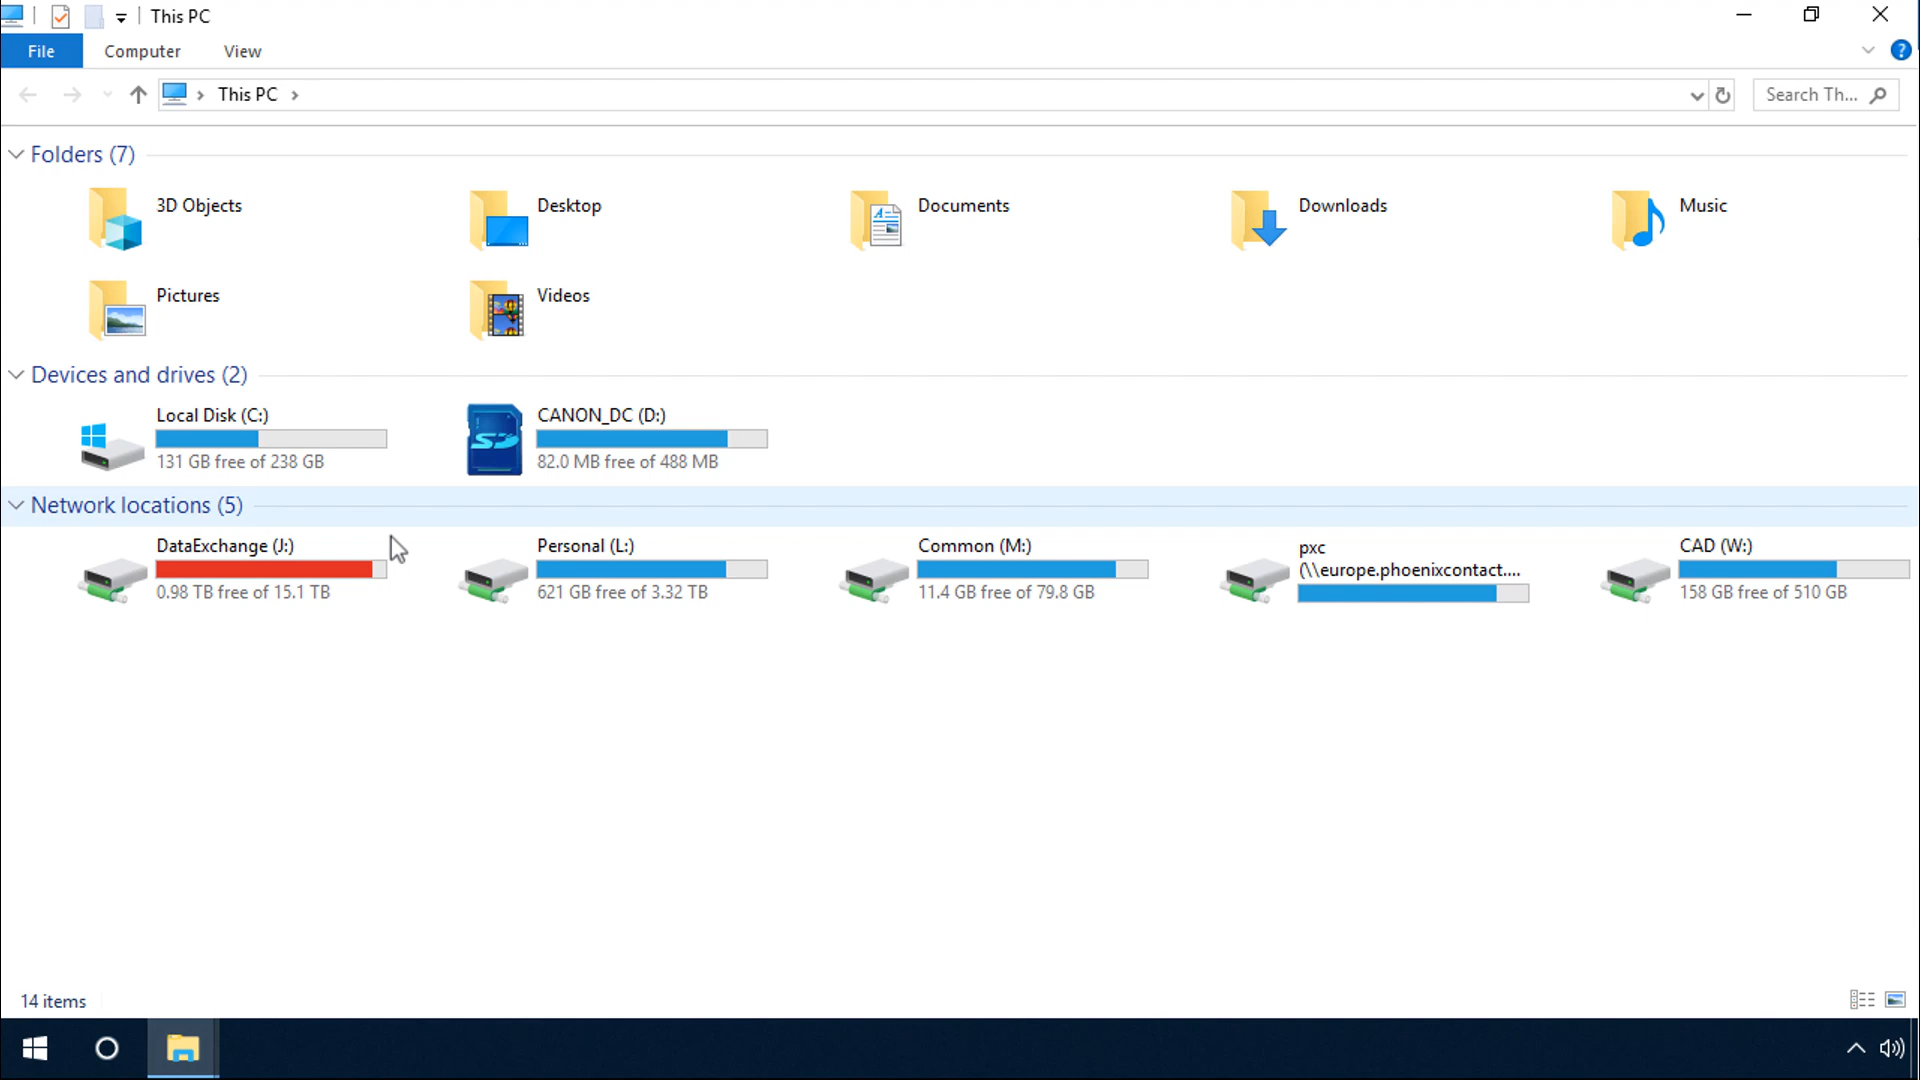 This PC
File Computer View
This PC
Search Th...
Folders (7)
3D Objects
Desktop
Documents
Downloads
Music
Pictures
Videos
Devices and drives (2)
Local Disk (C:)
131 GB free of 238 GB
CANON_DC (D:)
82.0 MB free of 488 MB
Network locations (5)
DataExchange (J:)
0.98 TB free of 15.1 TB
Personal (L:)
621 GB free of 3.32 TB
Common (M:)
11.4 GB free of 79.8 GB
pxc
(\\europe.phoenixcontact....
CAD (W:)
158 GB free of 510 GB
14 items